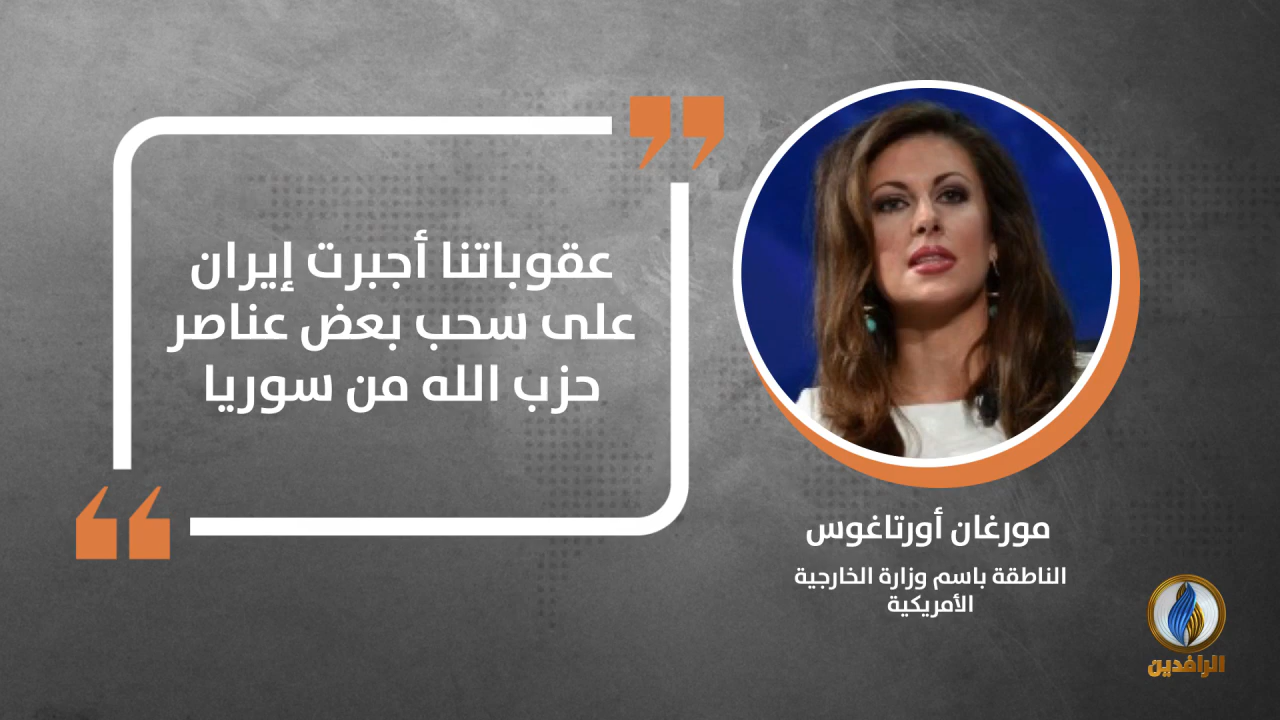 عقوباتنا أجبرت إيران
على سحب بعض عناصر
حزب الله من سوريا
مورغان أورتاغوس
الناطقة باسم وزارة الخارجية
الأمريكية
الرافدين